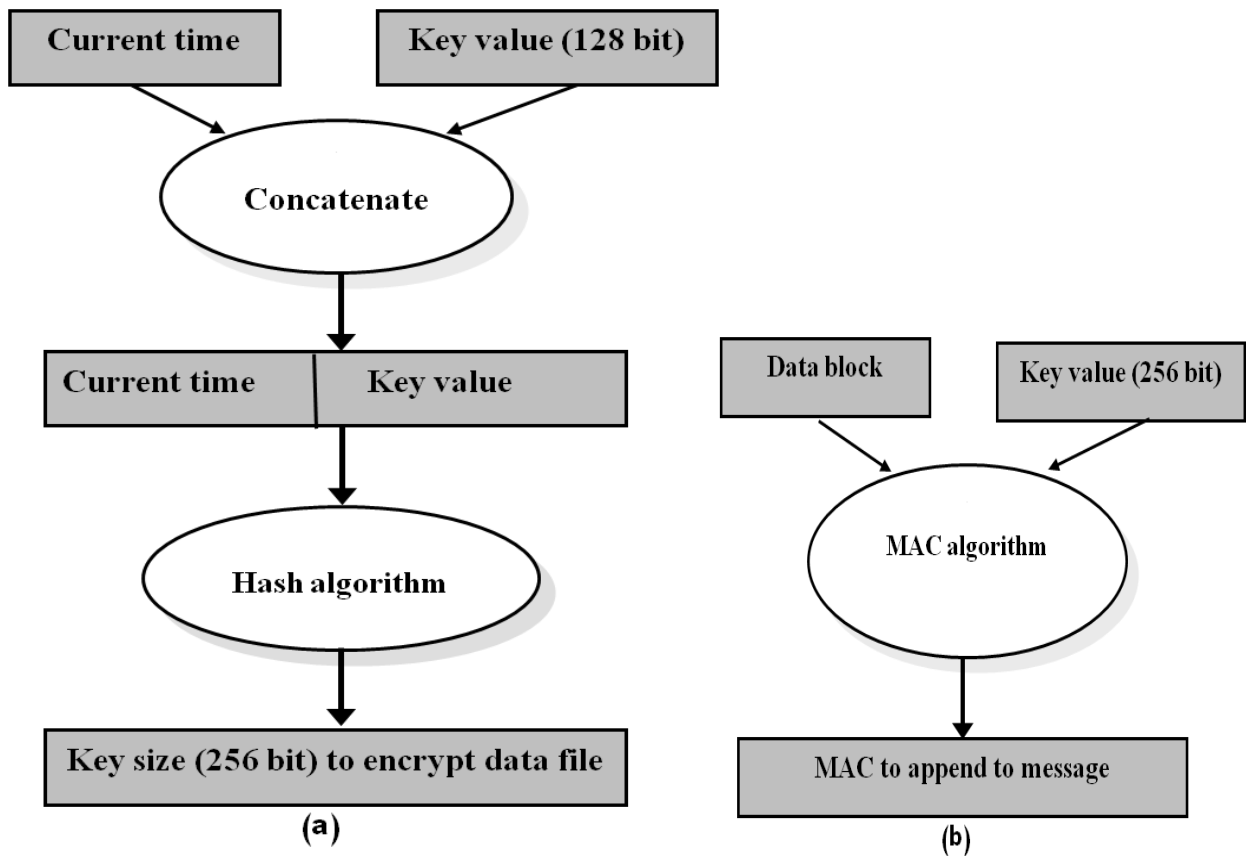 Current time
Key value (128 bit)
Concatenate
Current time
Key value
Hash algorithm
Key size (256 bit) to encrypt data file
(a)
Data block
Key value (256 bit)
MAC algorithm
MAC to append to message
(b)